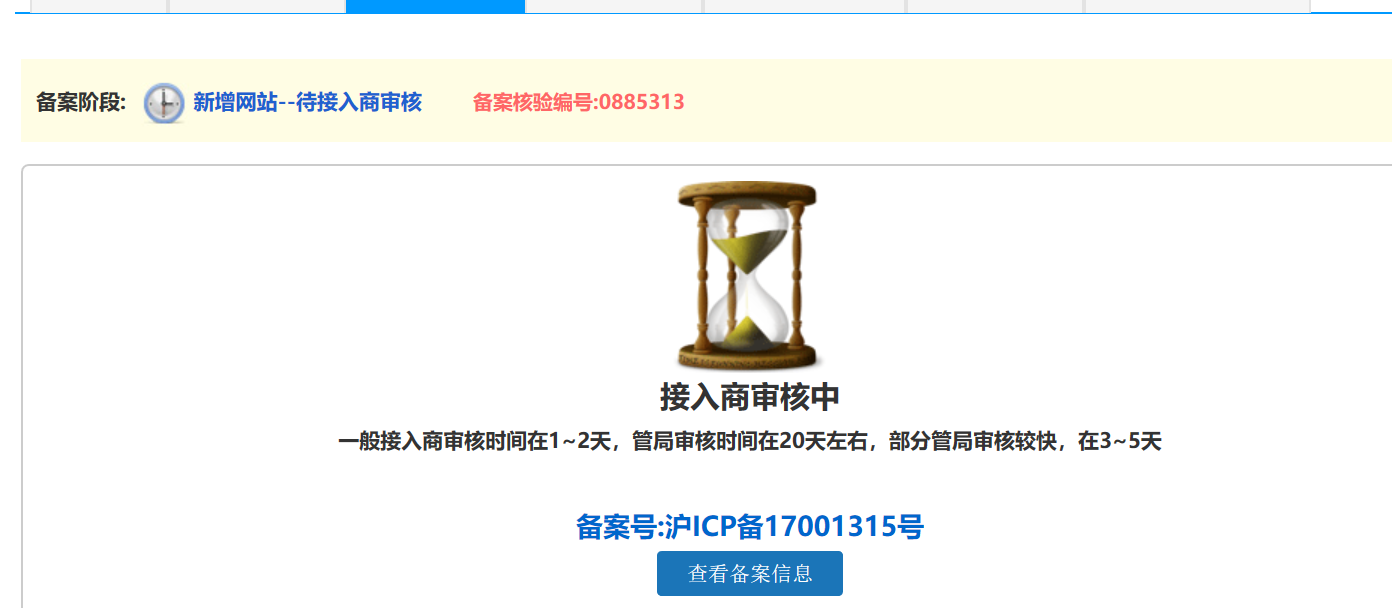 备案阶段: 新增网站--待接入商审核 备案核验编号:0885313
接入商审核中
一般接入商审核时间在1~2天，管局审核时间在20天左右，部分管局审核较快，在3~5天
备案号:沪ICP备17001315号
查看备案信息